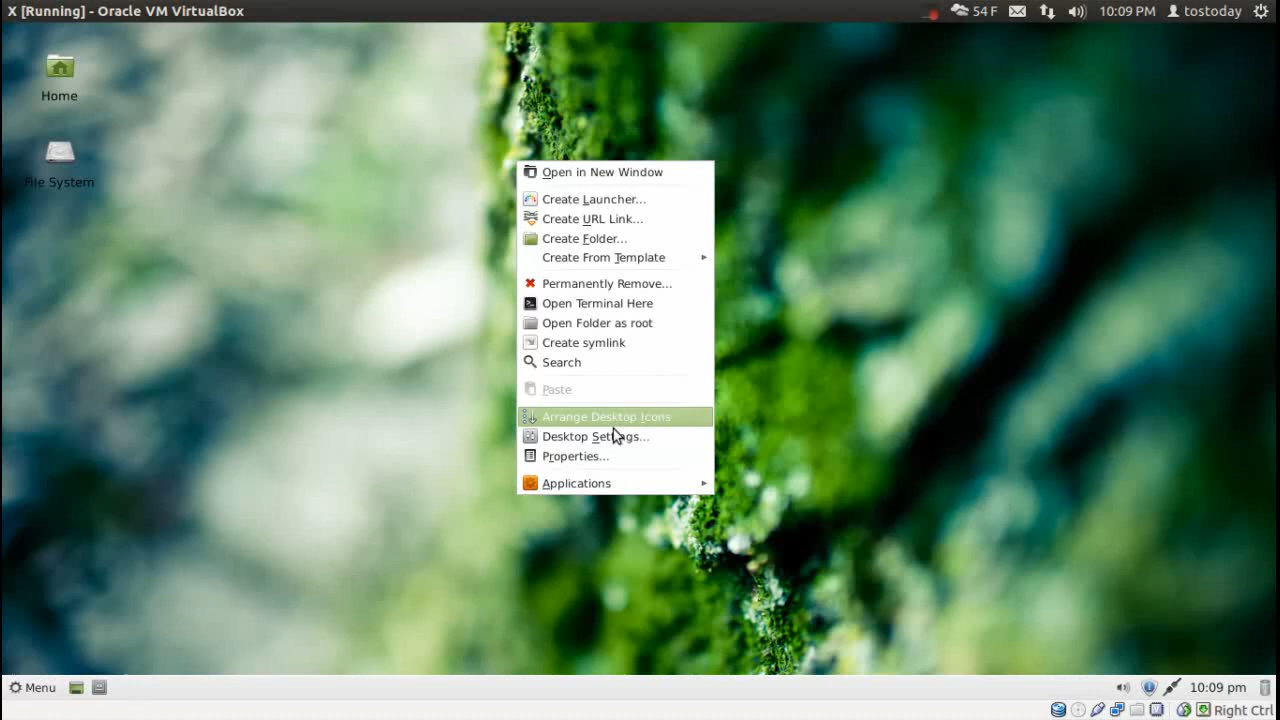 X [Running] - Oracle VM VirtualBox
54 F
10:09 PM
tostoday
Home
File System
Open in New Window
Create Launcher...
Create URL Link...
Create Folder...
Create From Template
Permanently Remove...
Open Terminal Here
Open Folder as root
Create symlink
Search
Paste
Arrange Desktop Icons
Desktop Settings...
Properties...
Applications
Menu
10:09 pm
Right Ctrl